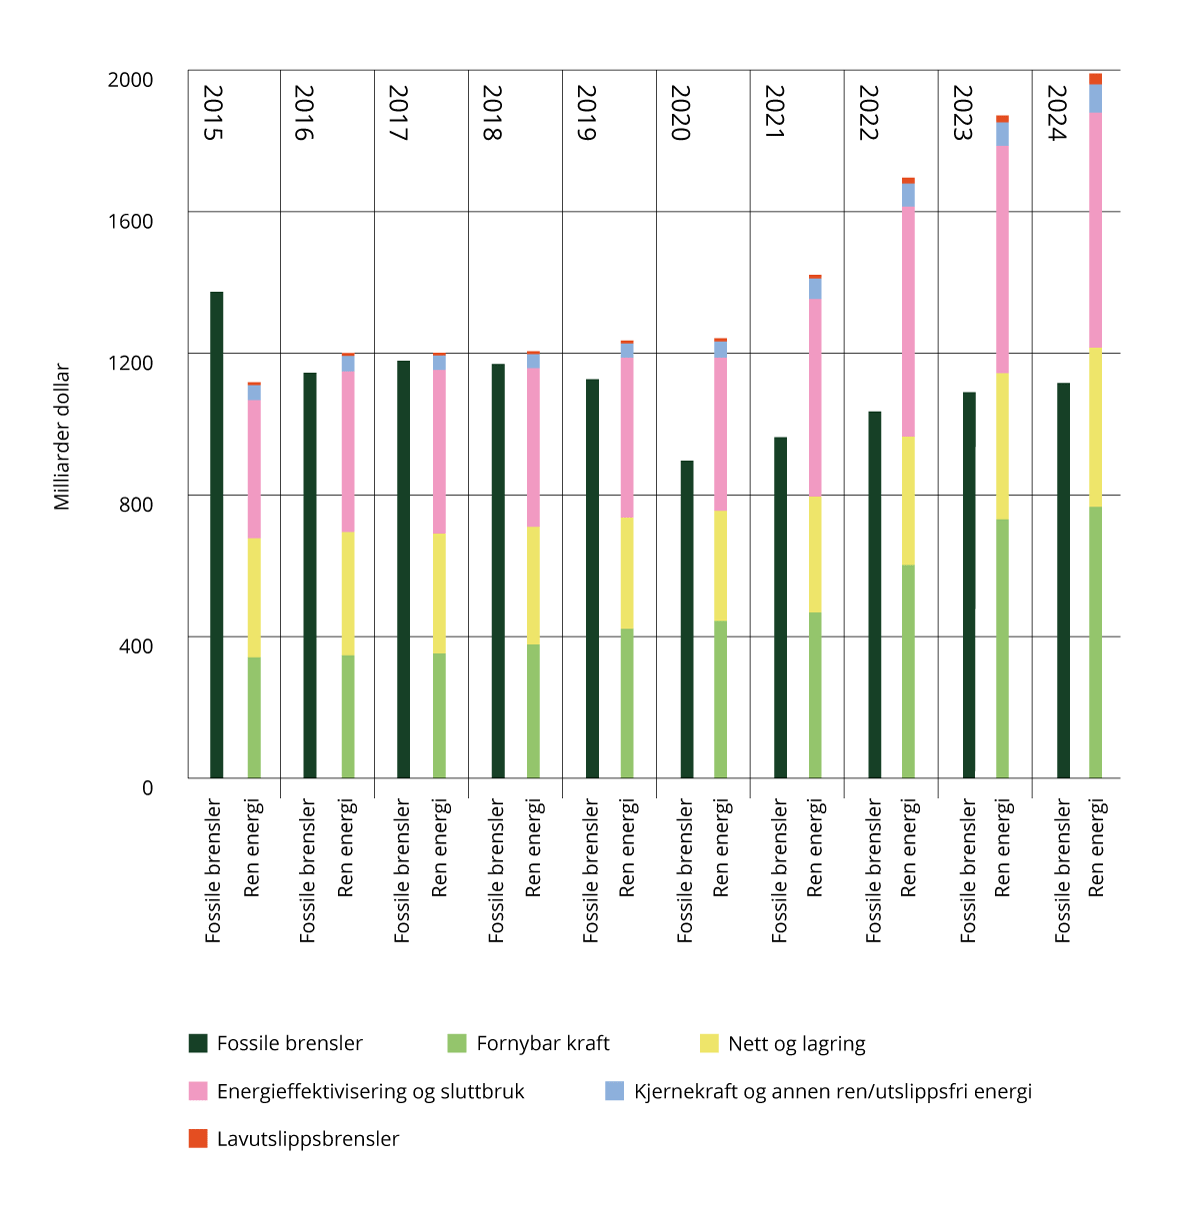 2000
1600
1200
800
400
0
Milliarder dollar
2015
2016
2017
2018
2019
2020
2021
2022
2023
2024
Fossile brensler
Ren energi
Fossile brensler
Ren energi
Fossile brensler
Ren energi
Fossile brensler
Ren energi
Fossile brensler
Ren energi
Fossile brensler
Ren energi
Fossile brensler
Ren energi
Fossile brensler
Ren energi
Fossile brensler
Ren energi
Fossile brensler
Ren energi
Fossile brensler
Fornybar kraft
Nett og lagring
Energieffektivisering og sluttbruk
Kjernekraft og annen ren/utslippsfri energi
Lavutslippsbrensler